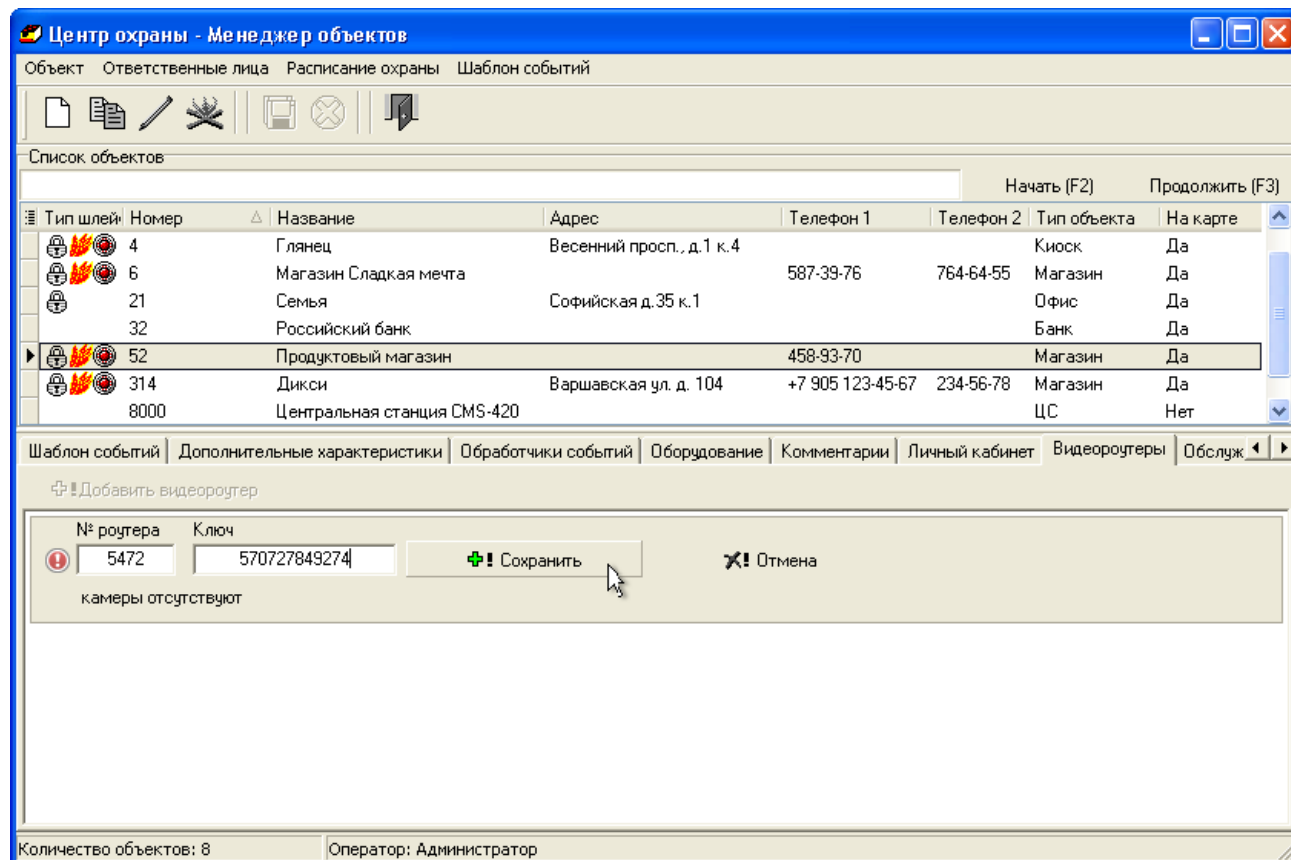 Центр охраны - Менеджер объектов
Объект Ответственные лица Расписание охраны Шаблон событий
Список объектов
Начать (F2) Продолжить (F3)
Тип шлей Номер Название Адрес Телефон 1 Телефон 2 Тип объекта На карте
4 Глянец Весенний просп., д.1 к.4 Киоск Да
6 Магазин Сладкая мечта 587-39-76 764-64-55 Магазин Да
21 Семья Софийская д.35 к.1 Офис Да
32 Российский банк Банк Да
52 Продуктовый магазин 458-93-70 Магазин Да
314 Дикси Варшавская ул. д. 104 +7 905 123-45-67 234-56-78 Магазин Да
8000 Центральная станция CMS-420 ЦС Нет
Шаблон событий Дополнительные характеристики Обработчики событий Оборудование Комментарии Личный кабинет Видеороутеры Обслуж
Добавить видеороутер
№ роутера Ключ
5472 570727849274 Сохранить Отмена
камеры отсутствуют
Количество объектов: 8 Оператор: Администратор